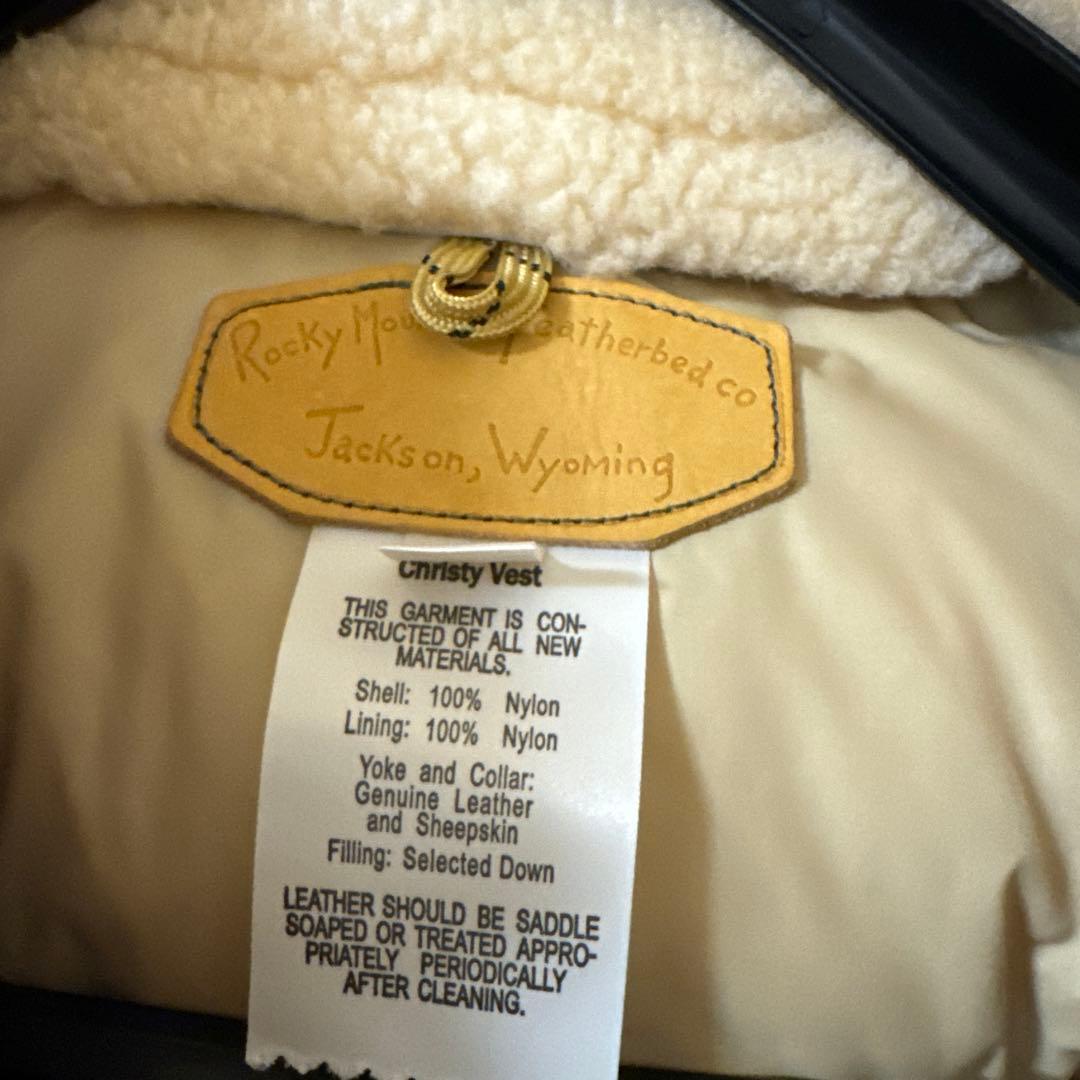 Rocky featherbed co
Jackson, Wyoming
Christy Vest
THIS GARMENT IS CON-
STRUCTED OF ALL NEW
MATERIALS.
Shell: 100% Nylon
Lining: 100% Nylon
Yoke and Collar:
Genuine Leather
and Sheepskin
Filling: Selected Down
LEATHER SHOULD BE SADDLE
SOAPED OR TREATED APPRO-
PRIATELY PERIODICALLY
AFTER CLEANING.